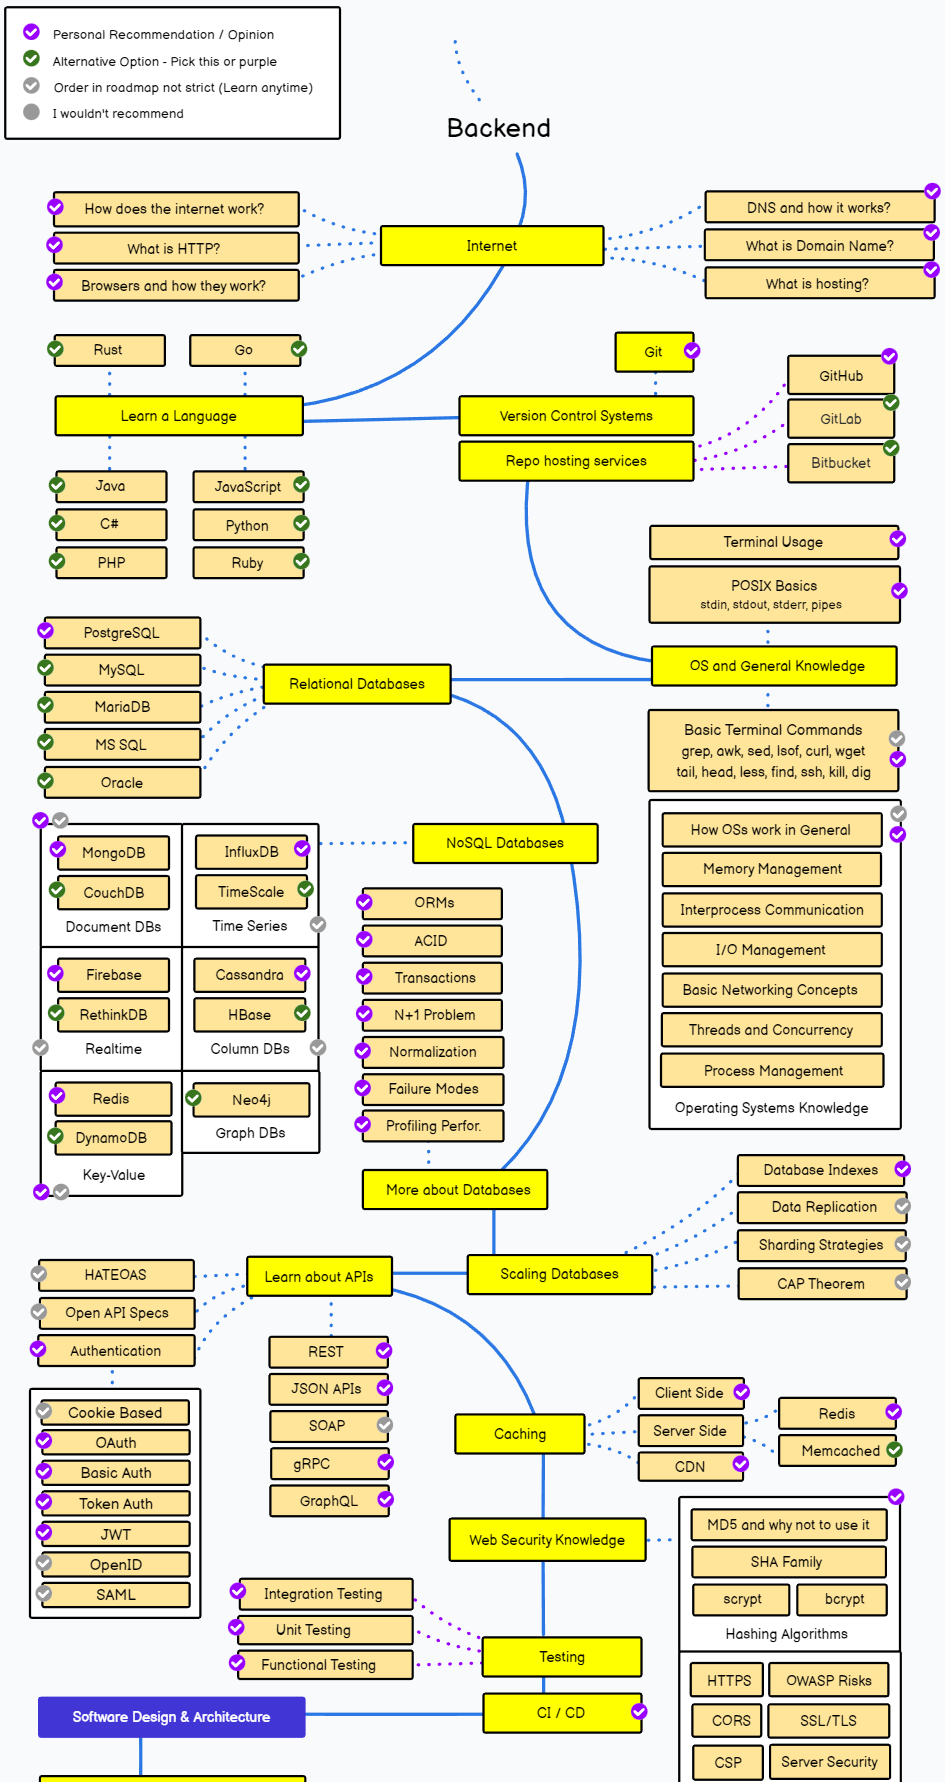 Personal Recommendation / Opinion
Alternative Option - Pick this or purple
Order in roadmap not strict (Learn anytime)
I wouldn't recommend
Backend
How does the internet work?
What is HTTP?
Browsers and how they work?
Internet
DNS and how it works?
What is Domain Name?
What is hosting?
Rust
Go
Learn a Language
Java
JavaScript
C#
Python
PHP
Ruby
Git
Version Control Systems
Repo hosting services
GitHub
GitLab
Bitbucket
Terminal Usage
POSIX Basics
stdin, stdout, stderr, pipes
OS and General Knowledge
Basic Terminal Commands
grep, awk, sed, lsof, curl, wget
tail, head, less, find, ssh, kill, dig
How OSs work in General
Memory Management
Interprocess Communication
I/O Management
Basic Networking Concepts
Threads and Concurrency
Process Management
Operating Systems Knowledge
PostgreSQL
MySQL
MariaDB
MS SQL
Oracle
Relational Databases
NoSQL Databases
MongoDB
CouchDB
Document DBs
InfluxDB
TimeScale
Time Series
Firebase
RethinkDB
Realtime
Cassandra
HBase
Column DBs
Redis
DynamoDB
Key-Value
Neo4j
Graph DBs
ORMs
ACID
Transactions
N+1 Problem
Normalization
Failure Modes
Profiling Perfor.
More about Databases
Database Indexes
Data Replication
Sharding Strategies
CAP Theorem
Scaling Databases
Learn about APIs
HATEOAS
Open API Specs
Authentication
Cookie Based
OAuth
Basic Auth
Token Auth
JWT
OpenID
SAML
REST
JSON APIs
SOAP
gRPC
GraphQL
Caching
Client Side
Server Side
CDN
Redis
Memcached
Web Security Knowledge
MD5 and why not to use it
SHA Family
scrypt
bcrypt
Hashing Algorithms
HTTPS
OWASP Risks
CORS
SSL/TLS
CSP
Server Security
Integration Testing
Unit Testing
Functional Testing
Testing
CI / CD
Software Design & Architecture